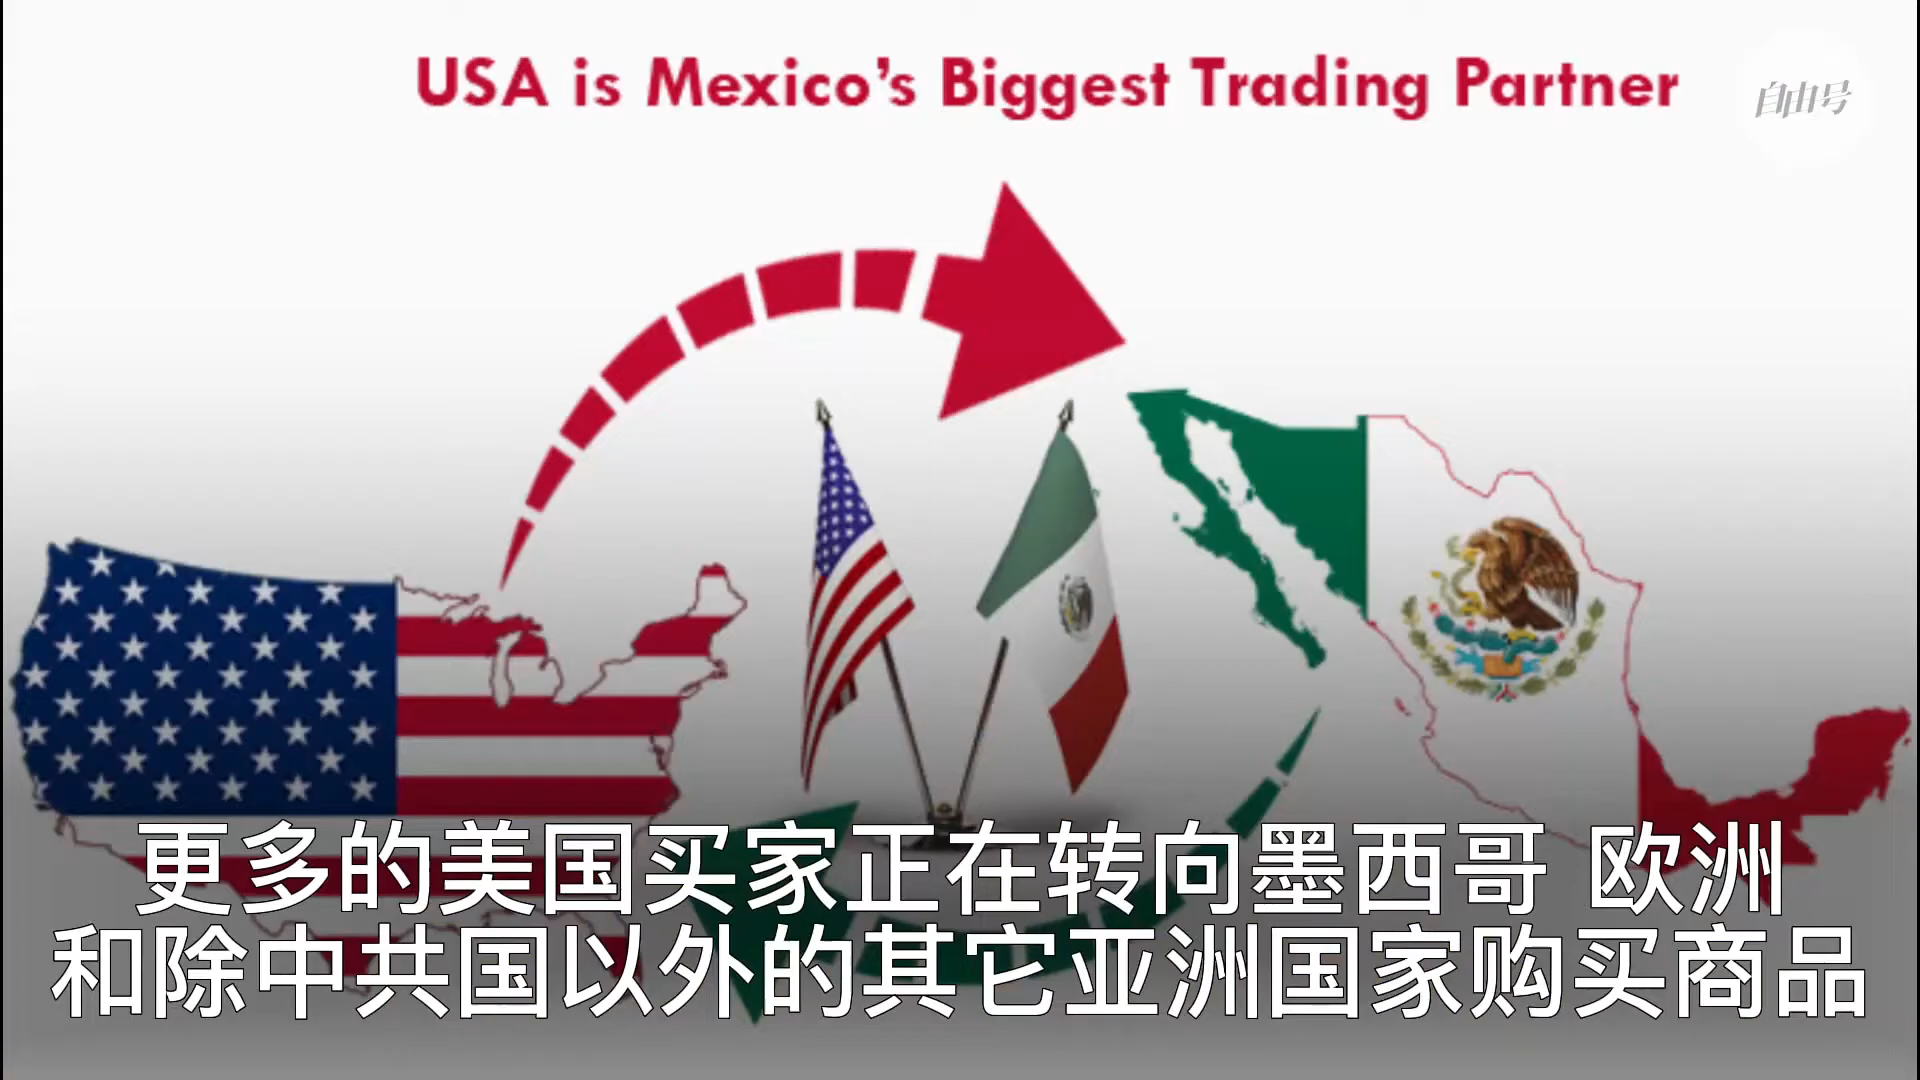 USA is Mexico's Biggest Trading Partner
自由号
更多的美国买家正在转向墨西哥 欧洲
和除中共国以外的其它亚洲国家购买商品